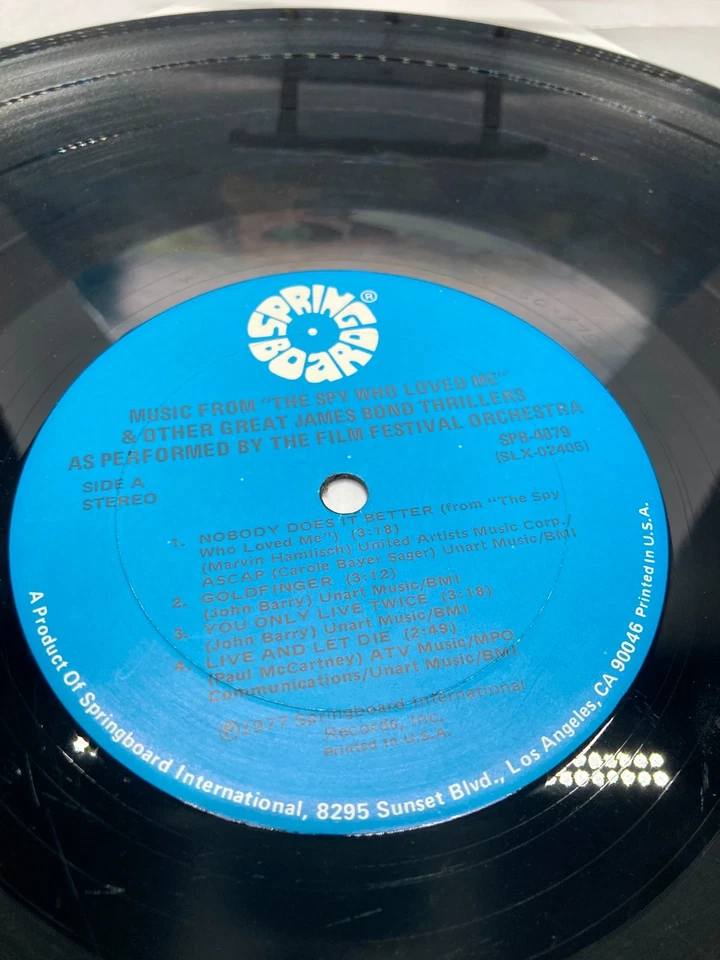 SPRING BOARD ®
MUSIC FROM "THE SPY WHO LOVED ME"
& OTHER GREAT JAMES BOND THRILLERS
AS PERFORMED BY THE FILM FESTIVAL ORCHESTRA
SIDE A
STEREO
SPB-4079
(SLX-02405)
1. NOBODY DOES IT BETTER (from "The Spy
Who Loved Me") (3:18)
(Marvin Hamlisch) United Artists Music Corp./
ASCAP (Carole Bayer Sager) Unart Music/BMI
2. GOLDFINGER (3:12)
(John Barry) Unart Music/BMI
3. YOU ONLY LIVE TWICE (3:18)
(John Barry) Unart Music/BMI
4. LIVE AND LET DIE (2:49)
(Paul McCartney) ATV Music/MPO
Communications/Unart Music/BMI
©1977 Springboard International
Records, Inc.
printed in U.S.A.
A Product Of Springboard International, 8295 Sunset Blvd., Los Angeles, CA 90046 Printed In U.S.A.